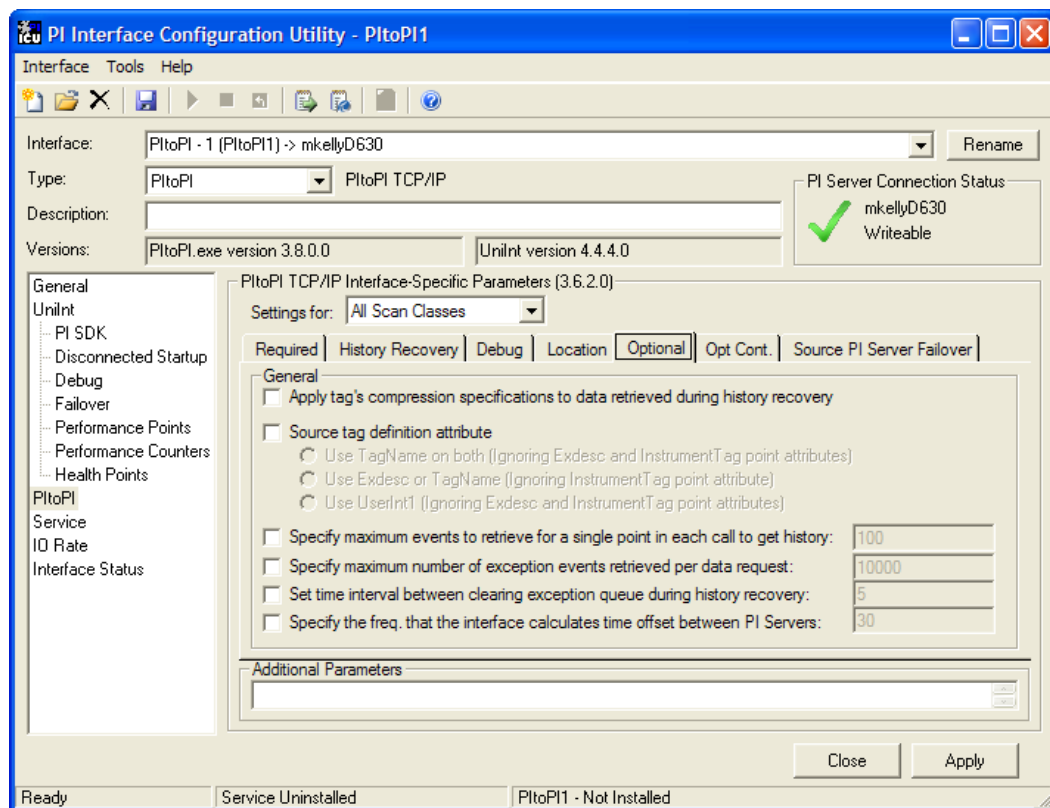 icu PI Interface Configuration Utility - PItoPI1
Interface Tools Help
Interface: PItoPI - 1 (PItoPI1) -> mkellyD630 Rename
Type: PItoPI PItoPI TCP/IP
PI Server Connection Status
mkellyD630
Writeable
Description:
Versions: PItoPI.exe version 3.8.0.0 UniInt version 4.4.4.0
General
UniInt
PI SDK
Disconnected Startup
Debug
Failover
Performance Points
Performance Counters
Health Points
PItoPI
Service
IO Rate
Interface Status
PItoPI TCP/IP Interface-Specific Parameters (3.6.2.0)
Settings for: All Scan Classes
Required History Recovery Debug Location Optional Opt Cont. Source PI Server Failover
General
Apply tag's compression specifications to data retrieved during history recovery
Source tag definition attribute
Use TagName on both (Ignoring Exdesc and InstrumentTag point attributes)
Use Exdesc or TagName (Ignoring InstrumentTag point attribute)
Use UserInt1 (Ignoring Exdesc and InstrumentTag point attributes)
Specify maximum events to retrieve for a single point in each call to get history: 100
Specify maximum number of exception events retrieved per data request: 10000
Set time interval between clearing exception queue during history recovery: 5
Specify the freq. that the interface calculates time offset between PI Servers: 30
Additional Parameters
Close Apply
Ready Service Uninstalled PItoPI1 - Not Installed